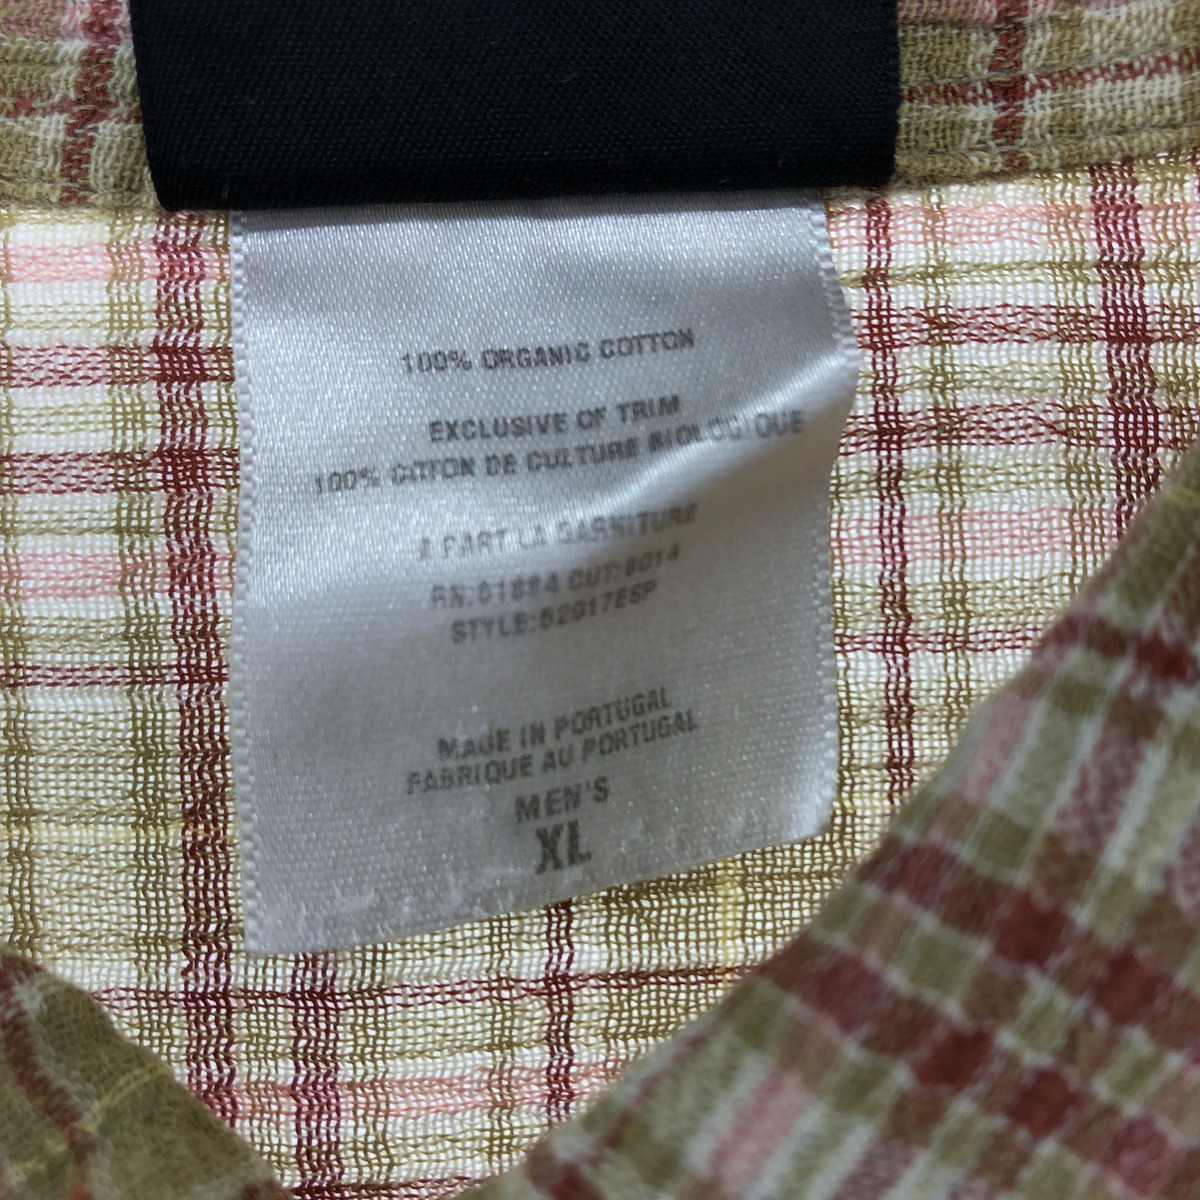 100% ORGANIC COTTON
EXCLUSIVE OF TRIM
100% COTON DE CULTURE BIOLOGIQUE
À PART LA GARNITURE
RN:51884 CUT:8014
STYLE:52917ESP
MADE IN PORTUGAL
FABRIQUE AU PORTUGAL
MEN'S
XL